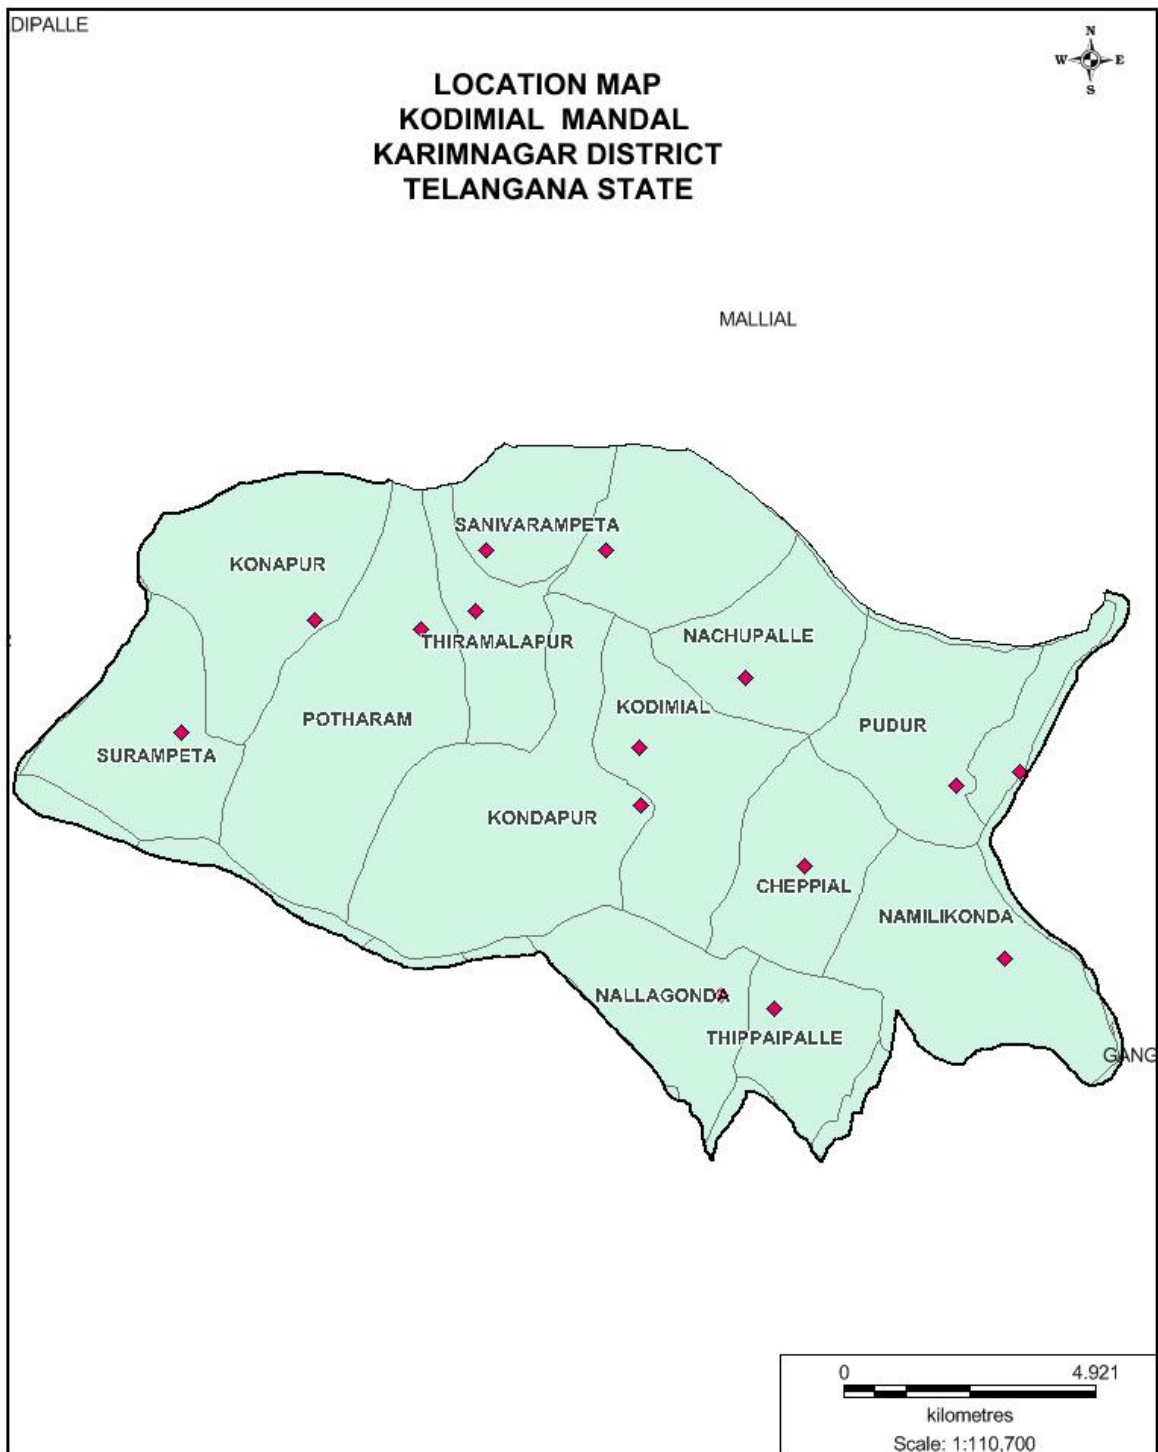 DIPALLE
N
W E
S
LOCATION MAP
KODIMIAL MANDAL
KARIMNAGAR DISTRICT
TELANGANA STATE
MALLIAL
SANIVARAMPETA
KONAPUR
NACHUPALLE
THIRAMALAPUR
KODIMIAL
POTHARAM
PUDUR
SURAMPETA
KONDAPUR
CHEPPIAL
NAMILIKONDA
NALLAGONDA
THIPPAIPALLE
GANG
0 4.921
kilometres
Scale: 1:110,700